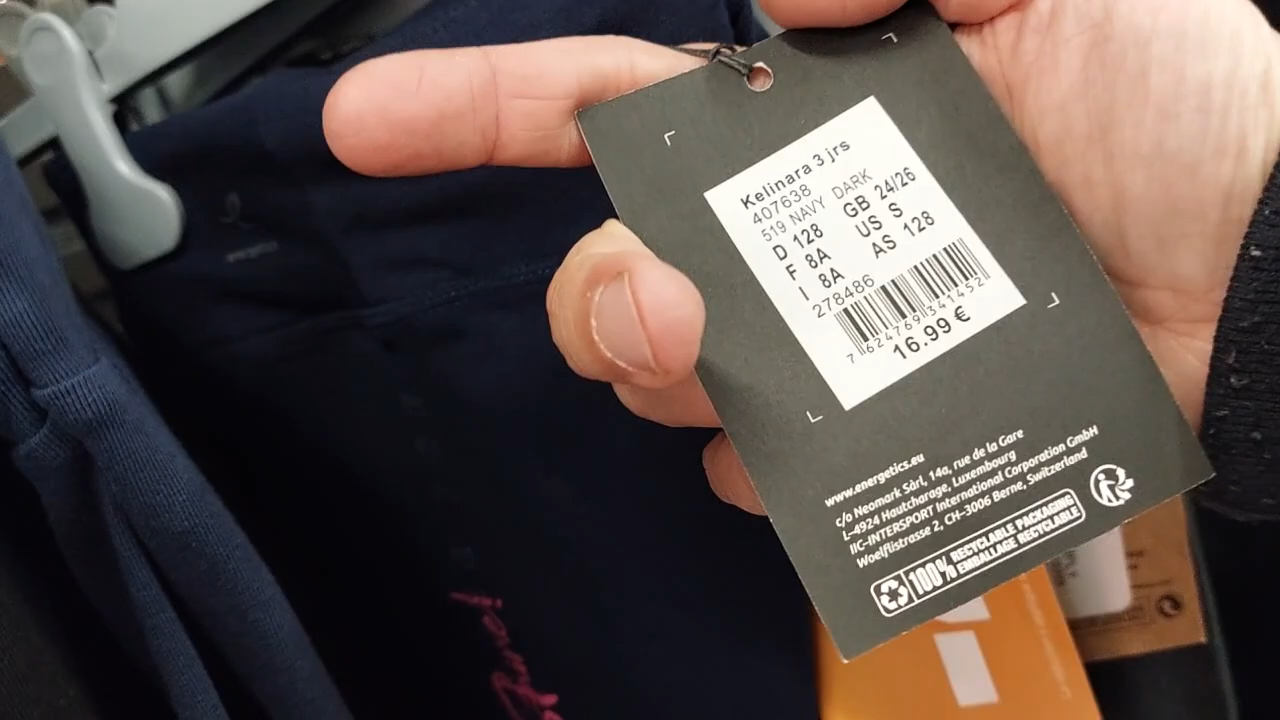 Kelinara 3 jrs
407638
519 NAVY DARK
D 128 GB 24/26
F 8A US S
I 8A AS 128
278486
7 624769 341452
16.99 €
www.energetics.eu
c/o Neomark Sàrl, 14a, rue de la Gare
L-4924 Hautcharage, Luxembourg
IIC-INTERSPORT International Corporation GmbH
Woelflistrasse 2, CH-3006 Berne, Switzerland
100% RECYCLABLE PACKAGING
EMBALLAGE RECYCLABLE